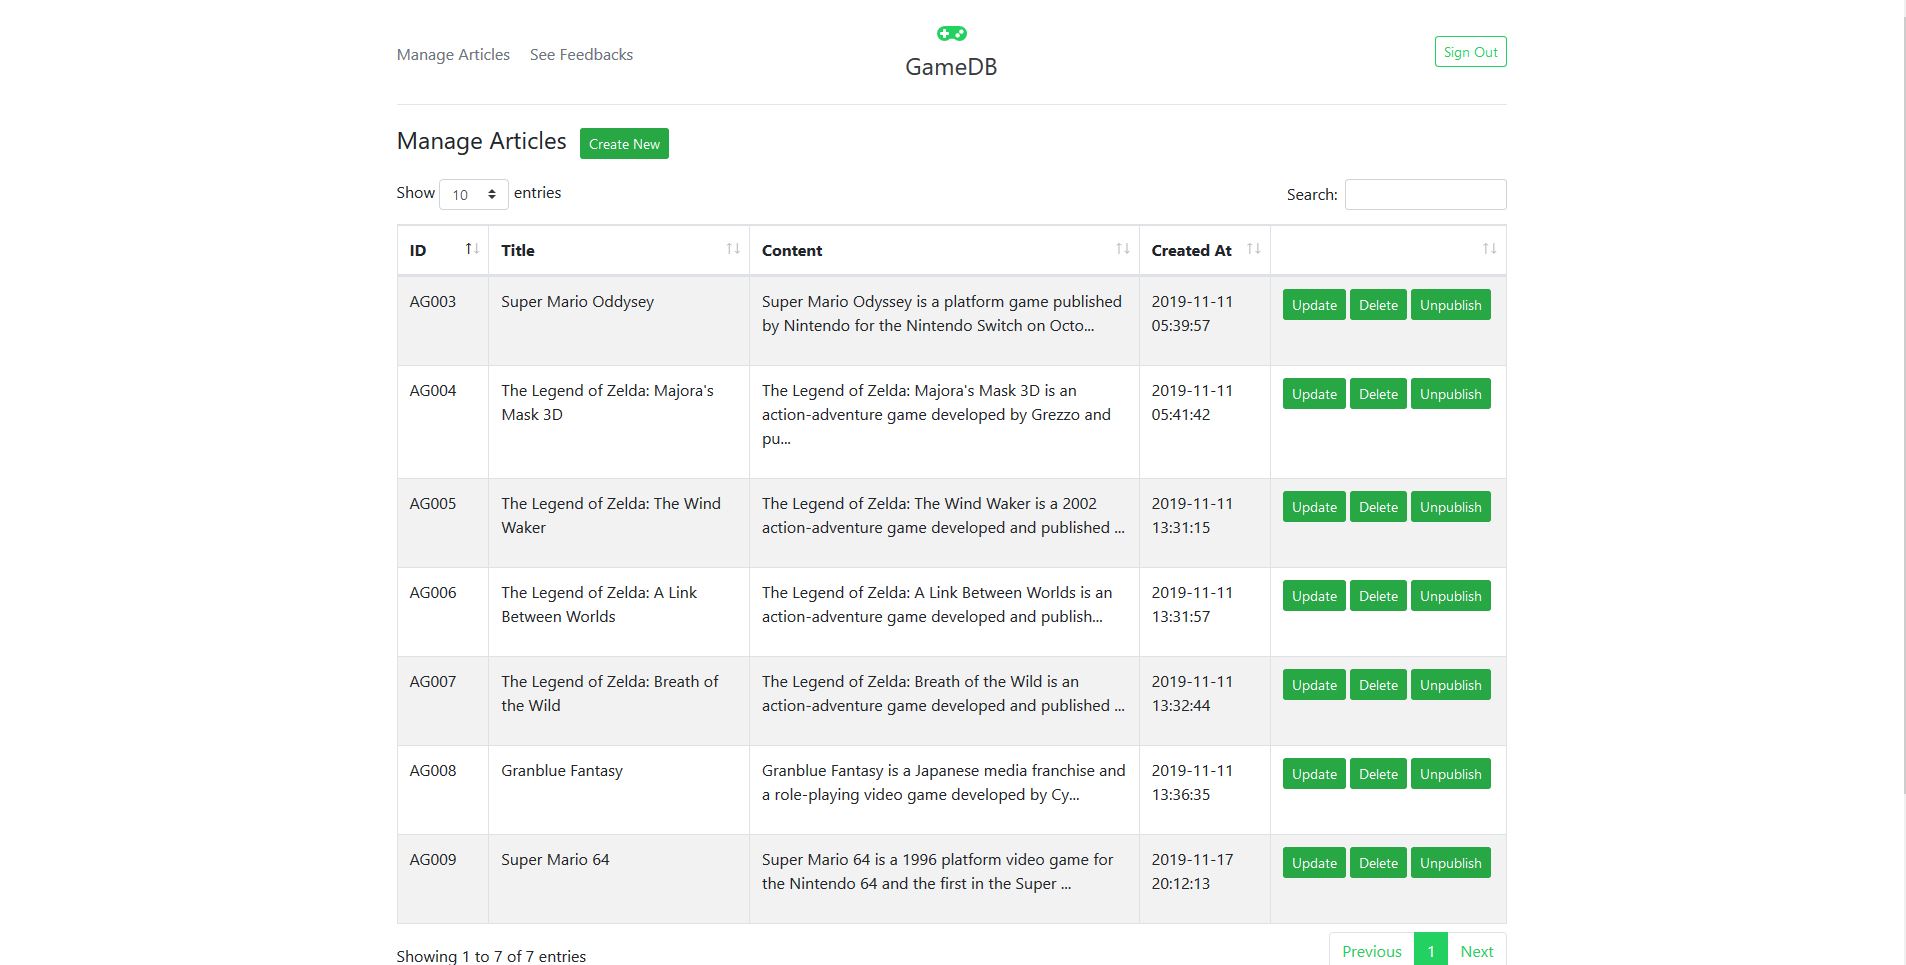 Manage Articles See Feedbacks
GameDB
Sign Out
Manage Articles Create New
Show 10 entries Search:
ID Title Content Created At
AG003 Super Mario Oddysey Super Mario Odyssey is a platform game published 2019-11-11 Update Delete Unpublish
by Nintendo for the Nintendo Switch on Octo... 05:39:57
AG004 The Legend of Zelda: Majora's The Legend of Zelda: Majora's Mask 3D is an 2019-11-11 Update Delete Unpublish
Mask 3D action-adventure game developed by Grezzo and 05:41:42
pu...
AG005 The Legend of Zelda: The Wind The Legend of Zelda: The Wind Waker is a 2002 2019-11-11 Update Delete Unpublish
Waker action-adventure game developed and published ... 13:31:15
AG006 The Legend of Zelda: A Link The Legend of Zelda: A Link Between Worlds is an 2019-11-11 Update Delete Unpublish
Between Worlds action-adventure game developed and publish... 13:31:57
AG007 The Legend of Zelda: Breath of The Legend of Zelda: Breath of the Wild is an 2019-11-11 Update Delete Unpublish
the Wild action-adventure game developed and published ... 13:32:44
AG008 Granblue Fantasy Granblue Fantasy is a Japanese media franchise and 2019-11-11 Update Delete Unpublish
a role-playing video game developed by Cy... 13:36:35
AG009 Super Mario 64 Super Mario 64 is a 1996 platform video game for 2019-11-17 Update Delete Unpublish
the Nintendo 64 and the first in the Super ... 20:12:13
Showing 1 to 7 of 7 entries Previous 1 Next